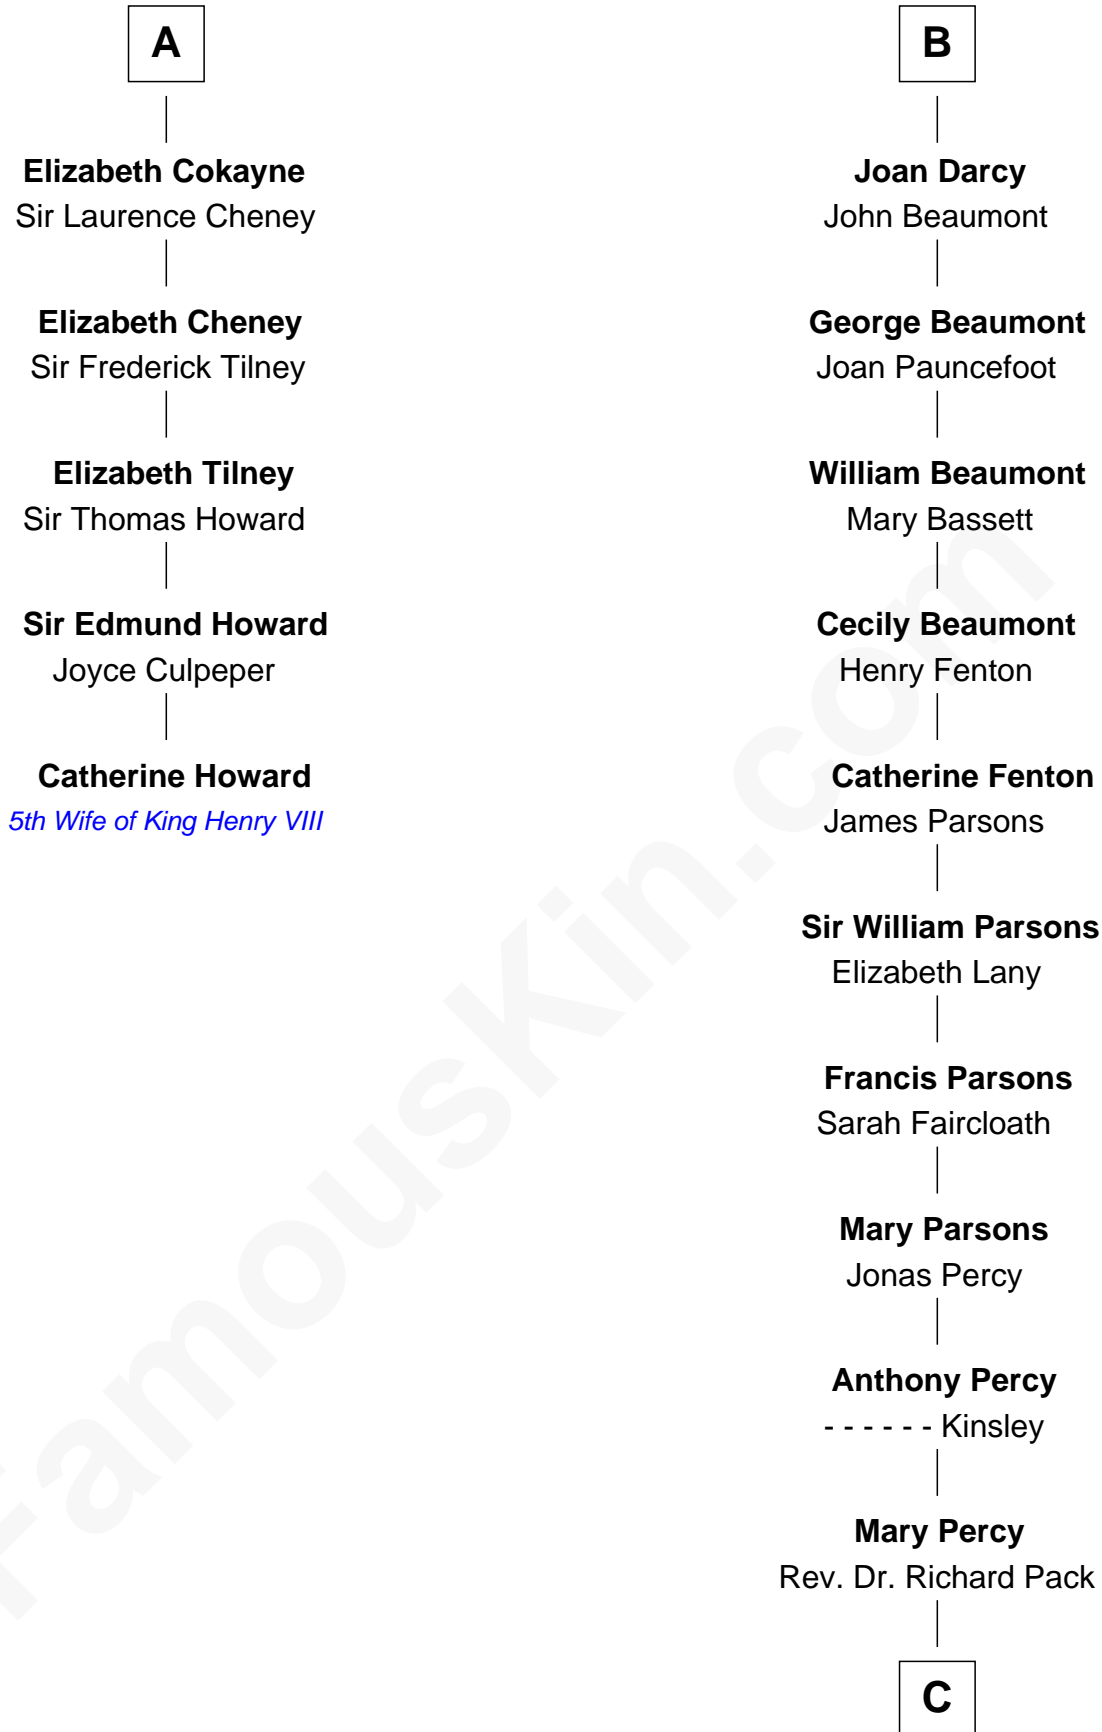 A
Elizabeth Cokayne
Sir Laurence Cheney
Elizabeth Cheney
Sir Frederick Tilney
Elizabeth Tilney
Sir Thomas Howard
Sir Edmund Howard
Joyce Culpeper
Catherine Howard
5th Wife of King Henry VIII
B
Joan Darcy
John Beaumont
George Beaumont
Joan Pauncefoot
William Beaumont
Mary Bassett
Cecily Beaumont
Henry Fenton
Catherine Fenton
James Parsons
Sir William Parsons
Elizabeth Lany
Francis Parsons
Sarah Faircloath
Mary Parsons
Jonas Percy
Anthony Percy
- - - - - - Kinsley
Mary Percy
Rev. Dr. Richard Pack
C
FamousKin.com